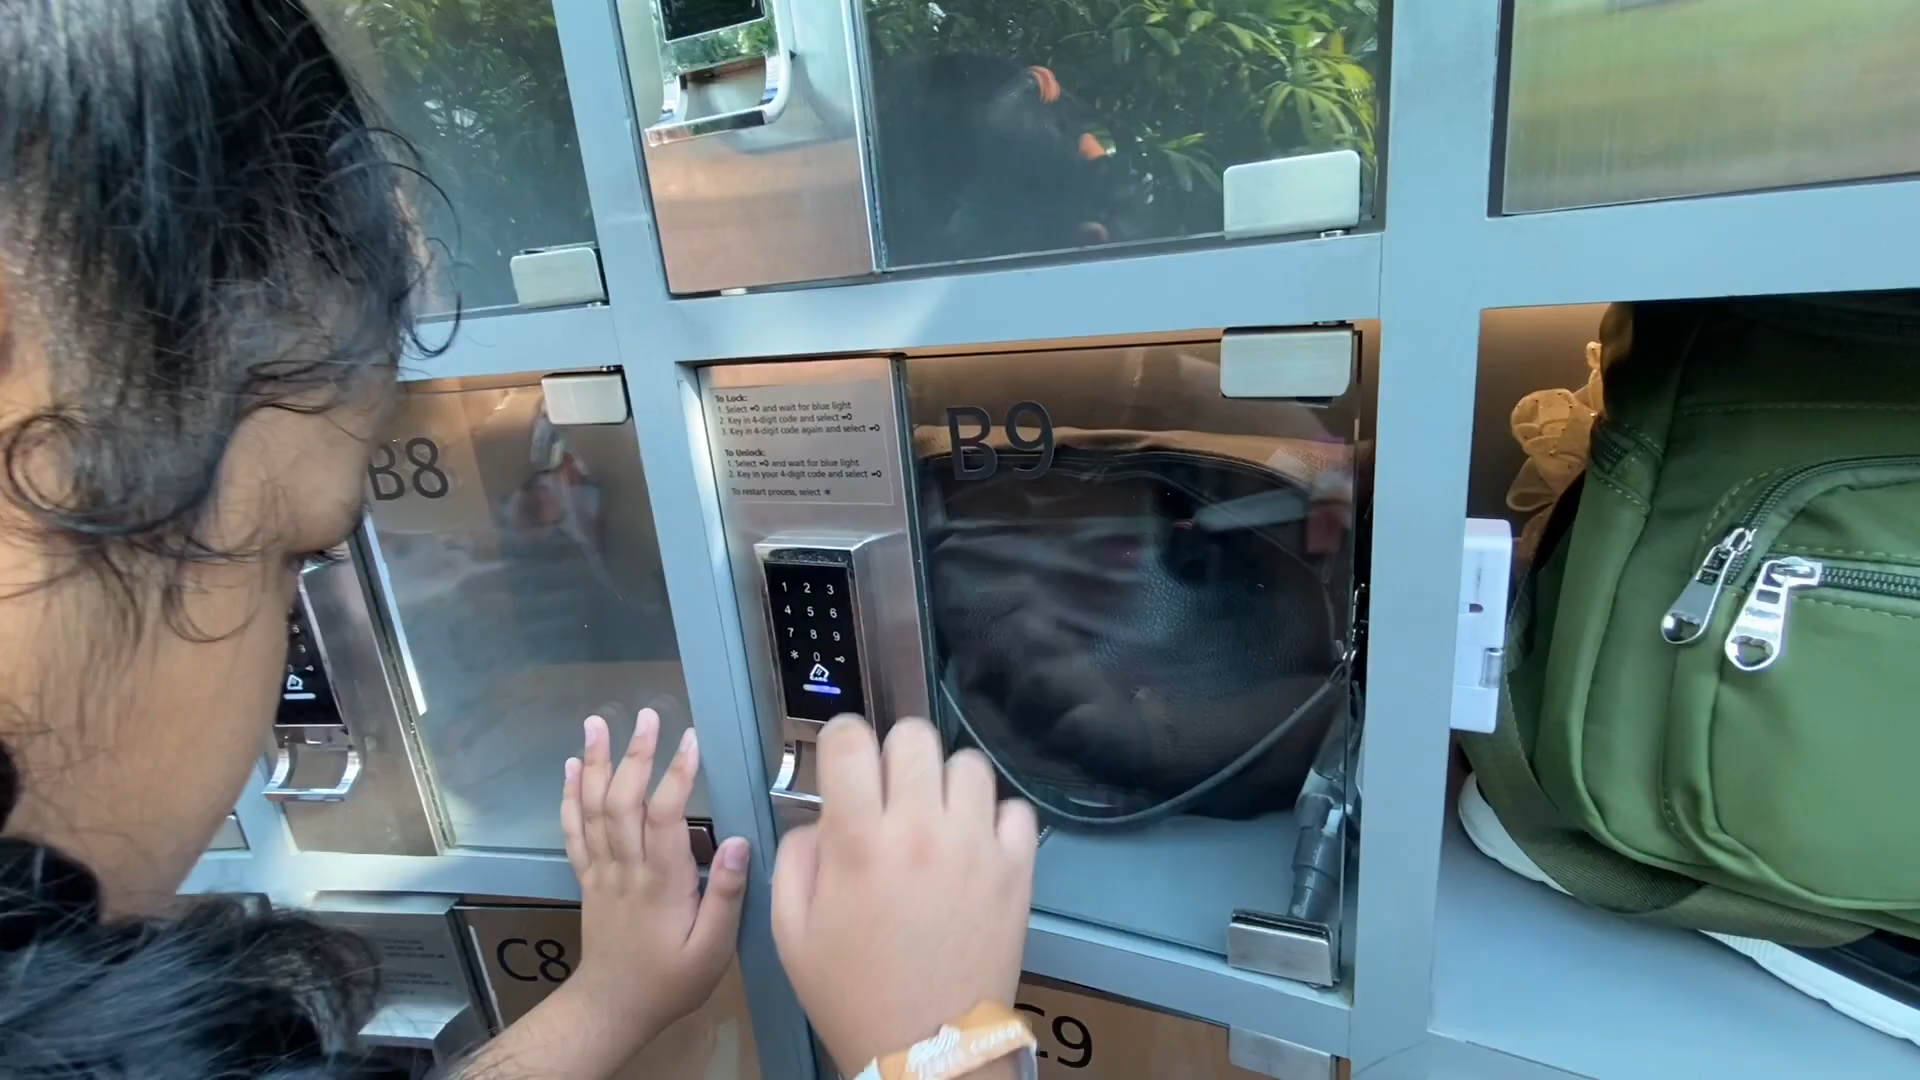 To Lock:
1. Select and wait for blue light
2. Key in 4-digit code and select
3. Key in 4-digit code again and select
To Unlock:
1. Select and wait for blue light
2. Key in your 4-digit code and select
To restart process, select *
B9
B8
1 2 3
4 5 6
7 8 9
* 0
C8
C9